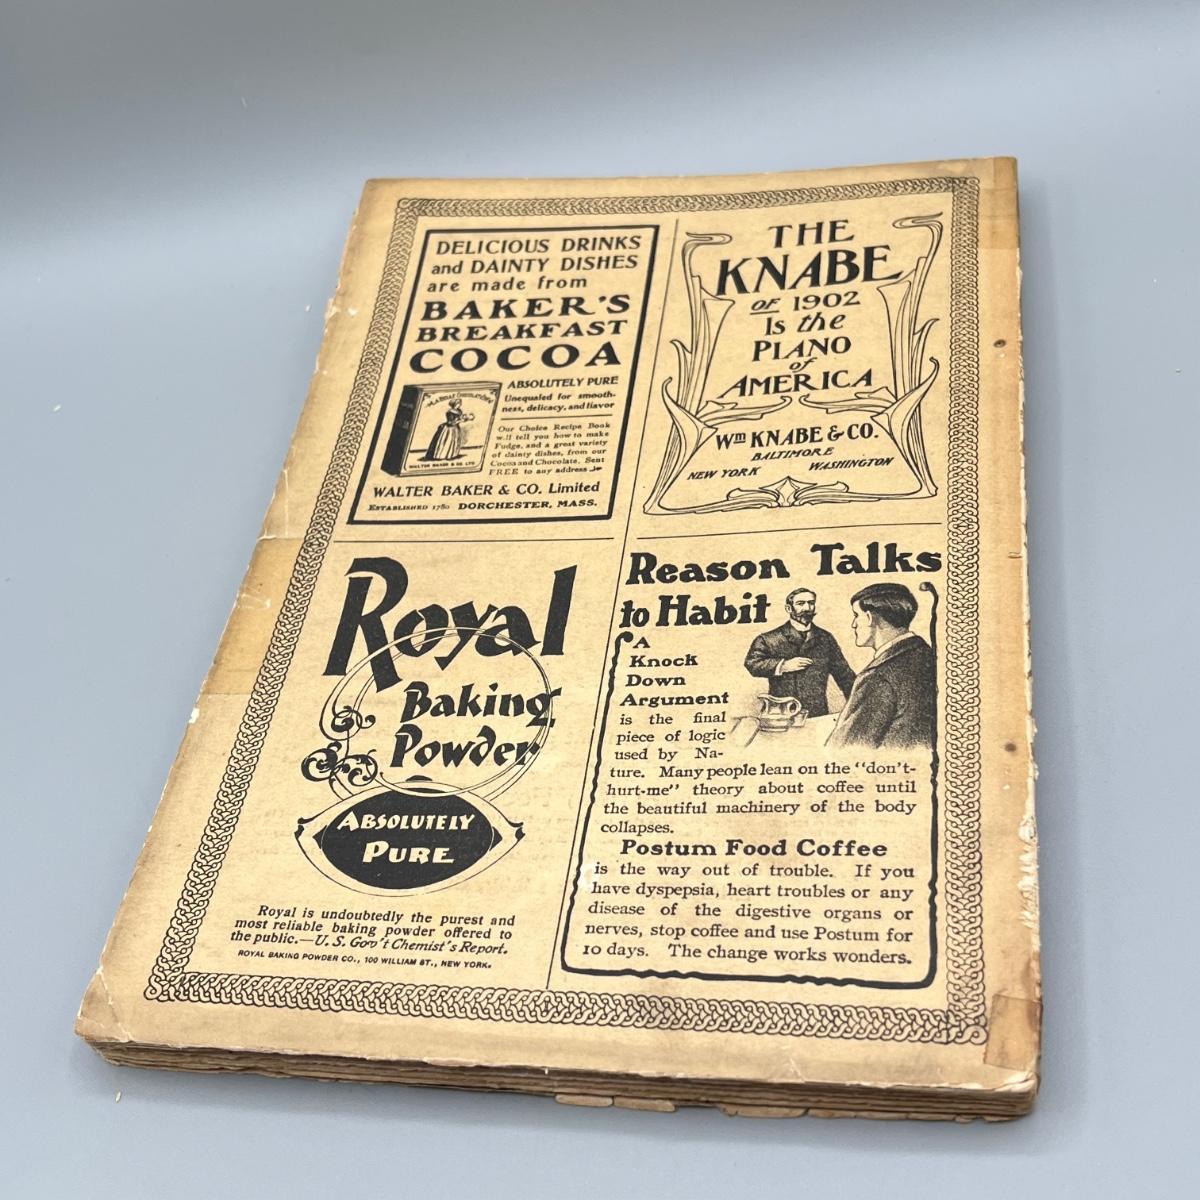 DELICIOUS DRINKS
and DAINTY DISHES
are made from
BAKER'S
BREAKFAST
COCOA
ABSOLUTELY PURE
Unequaled for smooth-
ness, delicacy, and flavor
Our Choice Recipe Book
will tell you how to make
Fudge, and a great variety
of dainty dishes, from our
Cocoa and Chocolate. Sent
FREE to any address
WALTER BAKER & CO LTD
WALTER BAKER & CO. Limited
ESTABLISHED 1780 DORCHESTER, MASS.
THE
KNABE
OF 1902
Is the
PIANO
of
AMERICA
Wm KNABE & CO.
BALTIMORE
NEW YORK WASHINGTON
Royal
Baking
Powder
ABSOLUTELY
PURE
Royal is undoubtedly the purest and
most reliable baking powder offered to
the public.—U. S. Gov't Chemist's Report.
ROYAL BAKING POWDER CO., 100 WILLIAM ST., NEW YORK.
Reason Talks
to Habit
A
Knock
Down
Argument
is the final
piece of logic
used by Na-
ture. Many people lean on the "don't-
hurt-me" theory about coffee until
the beautiful machinery of the body
collapses.
Postum Food Coffee
is the way out of trouble. If you
have dyspepsia, heart troubles or any
disease of the digestive organs or
nerves, stop coffee and use Postum for
10 days. The change works wonders.